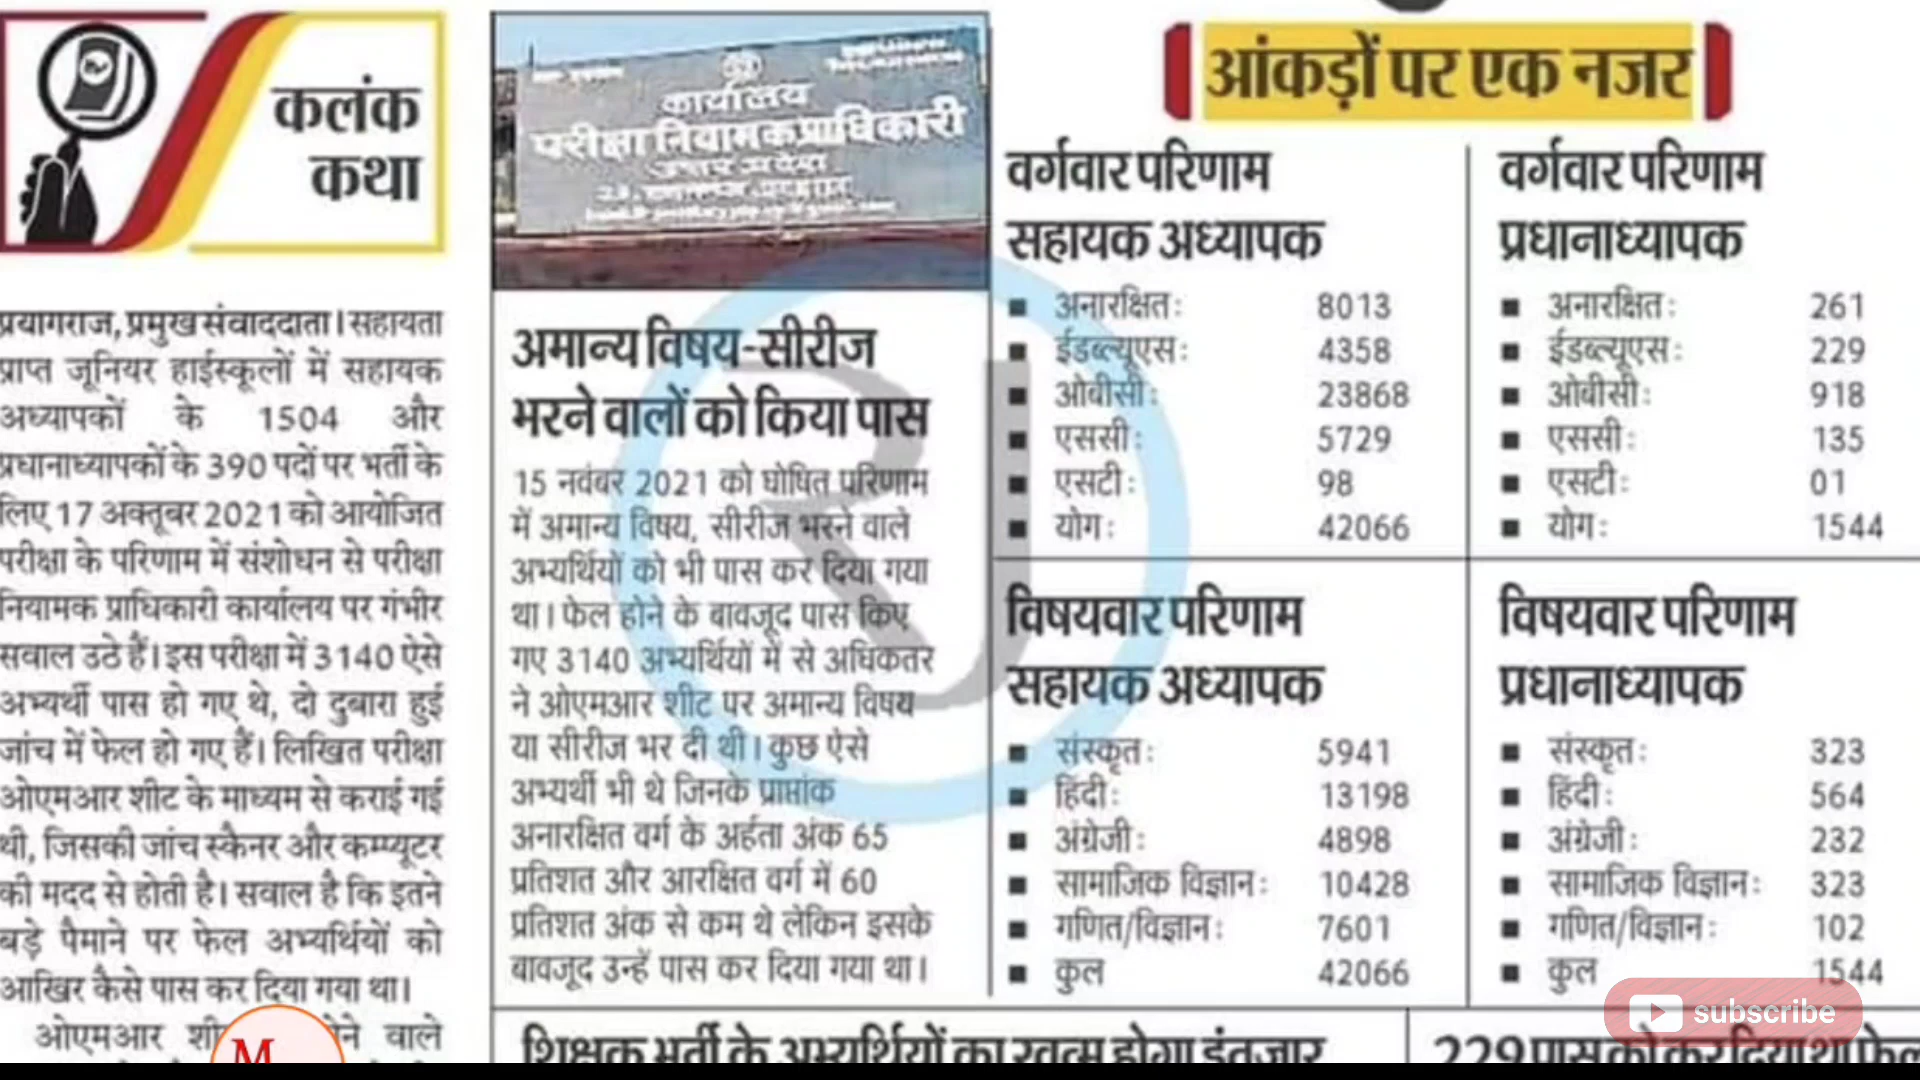 कलंक
कथा
प्रयागराज, प्रमुख संवाददाता। सहायता
प्राप्त जूनियर हाईस्कूलों में सहायक
अध्यापकों के 1504 और
प्रधानाध्यापकों के 390 पदों पर भर्ती के
लिए 17 अक्तूबर 2021 को आयोजित
परीक्षा के परिणाम में संशोधन से परीक्षा
नियामक प्राधिकारी कार्यालय पर गंभीर
सवाल उठे हैं। इस परीक्षा में 3140 ऐसे
अभ्यर्थी पास हो गए थे, दो दुबारा हुई
जांच में फेल हो गए हैं। लिखित परीक्षा
ओएमआर शीट के माध्यम से कराई गई
थी, जिसकी जांच स्कैनर और कम्प्यूटर
की मदद से होती है। सवाल है कि इतने
बड़े पैमाने पर फेल अभ्यर्थियों को
आखिर कैसे पास कर दिया गया था।
ओएमआर वाले
M
कार्यालय
परीक्षा नियामक प्राधिकारी
अमान्य विषय-सीरीज
भरने वालों को किया पास
15 नवंबर 2021 को घोषित परिणाम
में अमान्य विषय, सीरीज भरने वाले
अभ्यर्थियों को भी पास कर दिया गया
था। फेल होने के बावजूद पास किए
गए 3140 अभ्यर्थियों में से अधिकतर
ने ओएमआर शीट पर अमान्य विषय
या सीरीज भर दी थी। कुछ ऐसे
अभ्यर्थी भी थे जिनके प्राप्तांक
अनारक्षित वर्ग के अर्हता अंक 65
प्रतिशत और आरक्षित वर्ग में 60
प्रतिशत अंक से कम थे लेकिन इसके
बावजूद उन्हें पास कर दिया गया था।
आंकड़ों पर एक नजर
वर्गवार परिणाम
सहायक अध्यापक
अनारक्षित: 8013
ईडब्ल्यूएस: 4358
ओबीसी: 23868
एससी: 5729
एसटी: 98
योग: 42066
वर्गवार परिणाम
प्रधानाध्यापक
अनारक्षित: 261
ईडब्ल्यूएस: 229
ओबीसी: 918
एससी: 135
एसटी: 01
योग: 1544
विषयवार परिणाम
सहायक अध्यापक
संस्कृत: 5941
हिंदी: 13198
अंग्रेजी: 4898
सामाजिक विज्ञान: 10428
गणित/विज्ञान: 7601
कुल 42066
विषयवार परिणाम
प्रधानाध्यापक
संस्कृत: 323
हिंदी: 564
अंग्रेजी: 232
सामाजिक विज्ञान: 323
गणित/विज्ञान: 102
कुल 1544
subscribe
शिक्षक भर्ती के अभ्यर्थियों का खत्म होगा इंतजार
229 पास को कर दिया था फेल